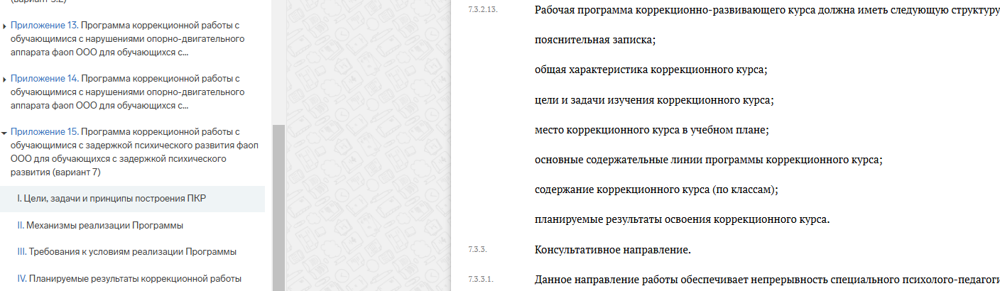 (вариант 5.2)
Приложение 13. Программа коррекционной работы с
обучающимися с нарушениями опорно-двигательного
аппарата фаоп ООО для обучающихся с...
Приложение 14. Программа коррекционной работы с
обучающимися с нарушениями опорно-двигательного
аппарата фаоп ООО для обучающихся с...
Приложение 15. Программа коррекционной работы с
обучающимися с задержкой психического развития фаоп
ООО для обучающихся с задержкой психического
развития (вариант 7)
I. Цели, задачи и принципы построения ПКР
II. Механизмы реализации Программы
III. Требования к условиям реализации Программы
IV. Планируемые результаты коррекционной работы
7.3.2.13. Рабочая программа коррекционно-развивающего курса должна иметь следующую структуру
пояснительная записка;
общая характеристика коррекционного курса;
цели и задачи изучения коррекционного курса;
место коррекционного курса в учебном плане;
основные содержательные линии программы коррекционного курса;
содержание коррекционного курса (по классам);
планируемые результаты освоения коррекционного курса.
7.3.3. Консультативное направление.
7.3.3.1. Данное направление работы обеспечивает непрерывность специального психолого-педагоги